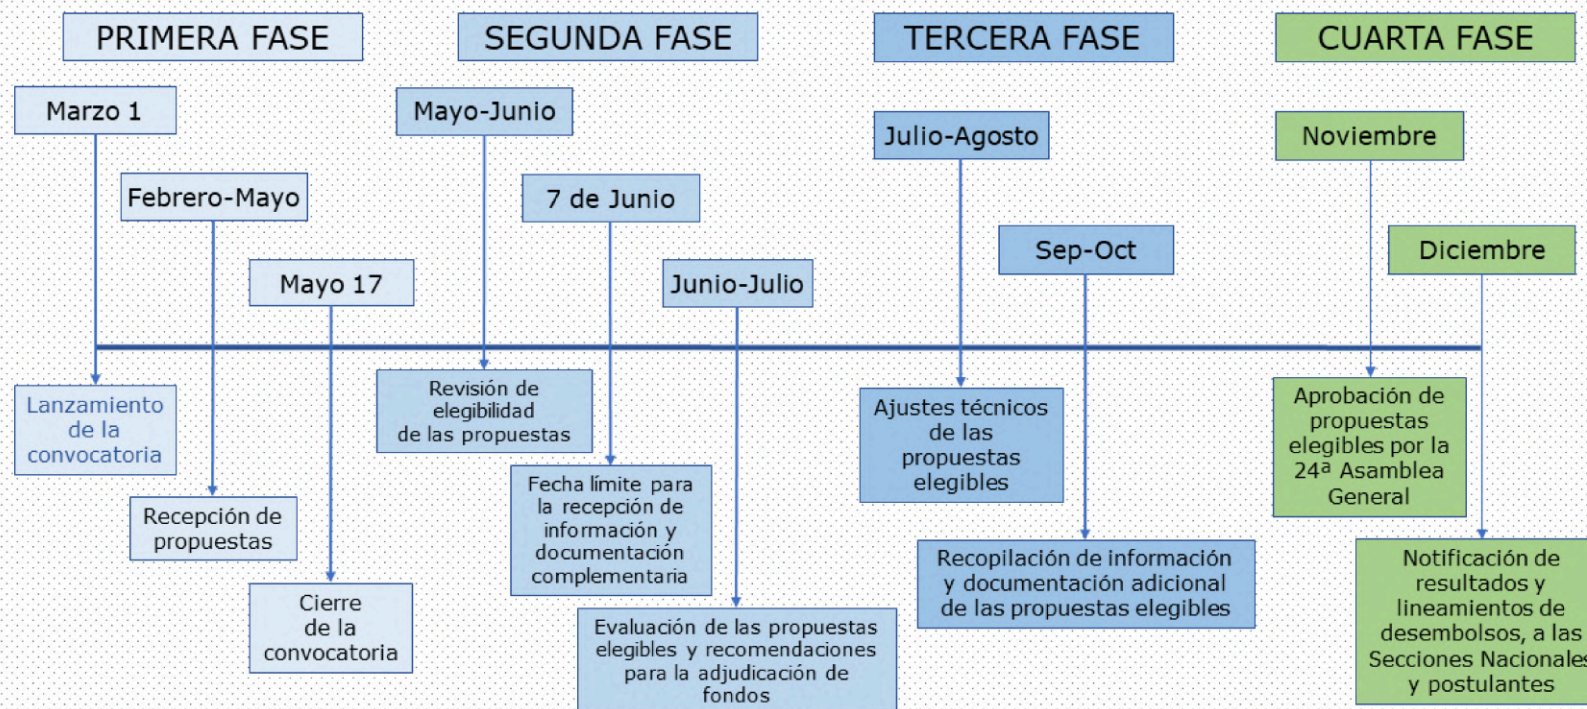 PRIMERA FASE
Marzo 1
Febrero-Mayo
Mayo 17
Lanzamiento
de la
convocatoria
Recepción de
propuestas
Cierre
de la
convocatoria
SEGUNDA FASE
Mayo-Junio
7 de Junio
Junio-Julio
Revisión de
elegibilidad
de las propuestas
Fecha límite para
la recepción de
información y
documentación
complementaria
Evaluación de las propuestas
elegibles y recomendaciones
para la adjudicación de
fondos
TERCERA FASE
Julio-Agosto
Sep-Oct
Ajustes técnicos
de las
propuestas
elegibles
Recopilación de información
y documentación adicional
de las propuestas elegibles
CUARTA FASE
Noviembre
Diciembre
Aprobación de
propuestas
elegibles por la
24ª Asamblea
General
Notificación de
resultados y
lineamientos de
desembolsos, a las
Secciones Nacionales
y postulantes